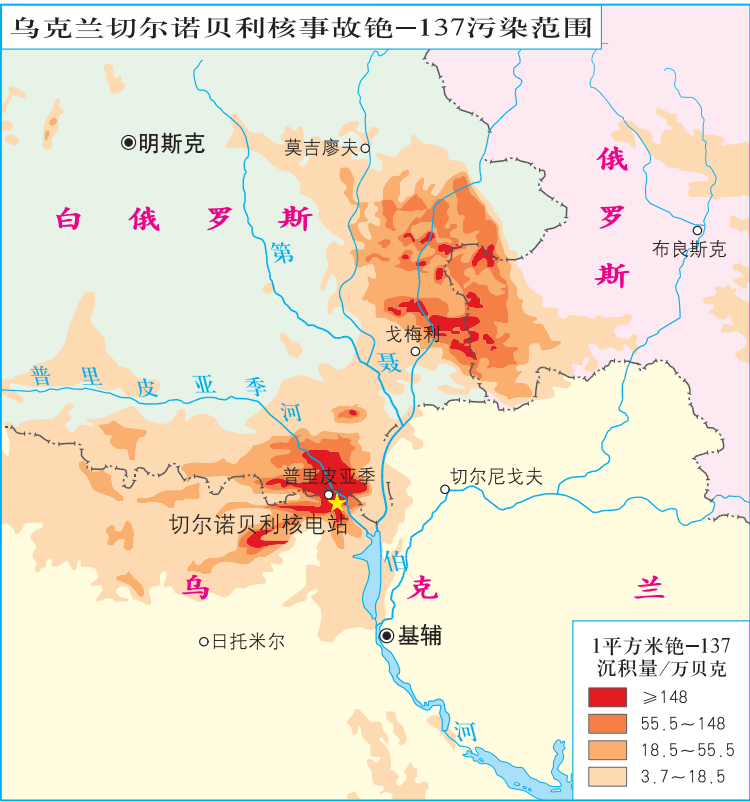 乌克兰切尔诺贝利核事故铯-137污染范围
明斯克
莫吉廖夫
俄罗斯
白俄罗斯
布良斯克
第聂伯河
戈梅利
普里皮亚季河
普里皮亚季
切尔尼戈夫
切尔诺贝利核电站
乌克兰
基辅
日托米尔
1平方米铯-137
沉积量/万贝克
≥148
55.5~148
18.5~55.5
3.7~18.5